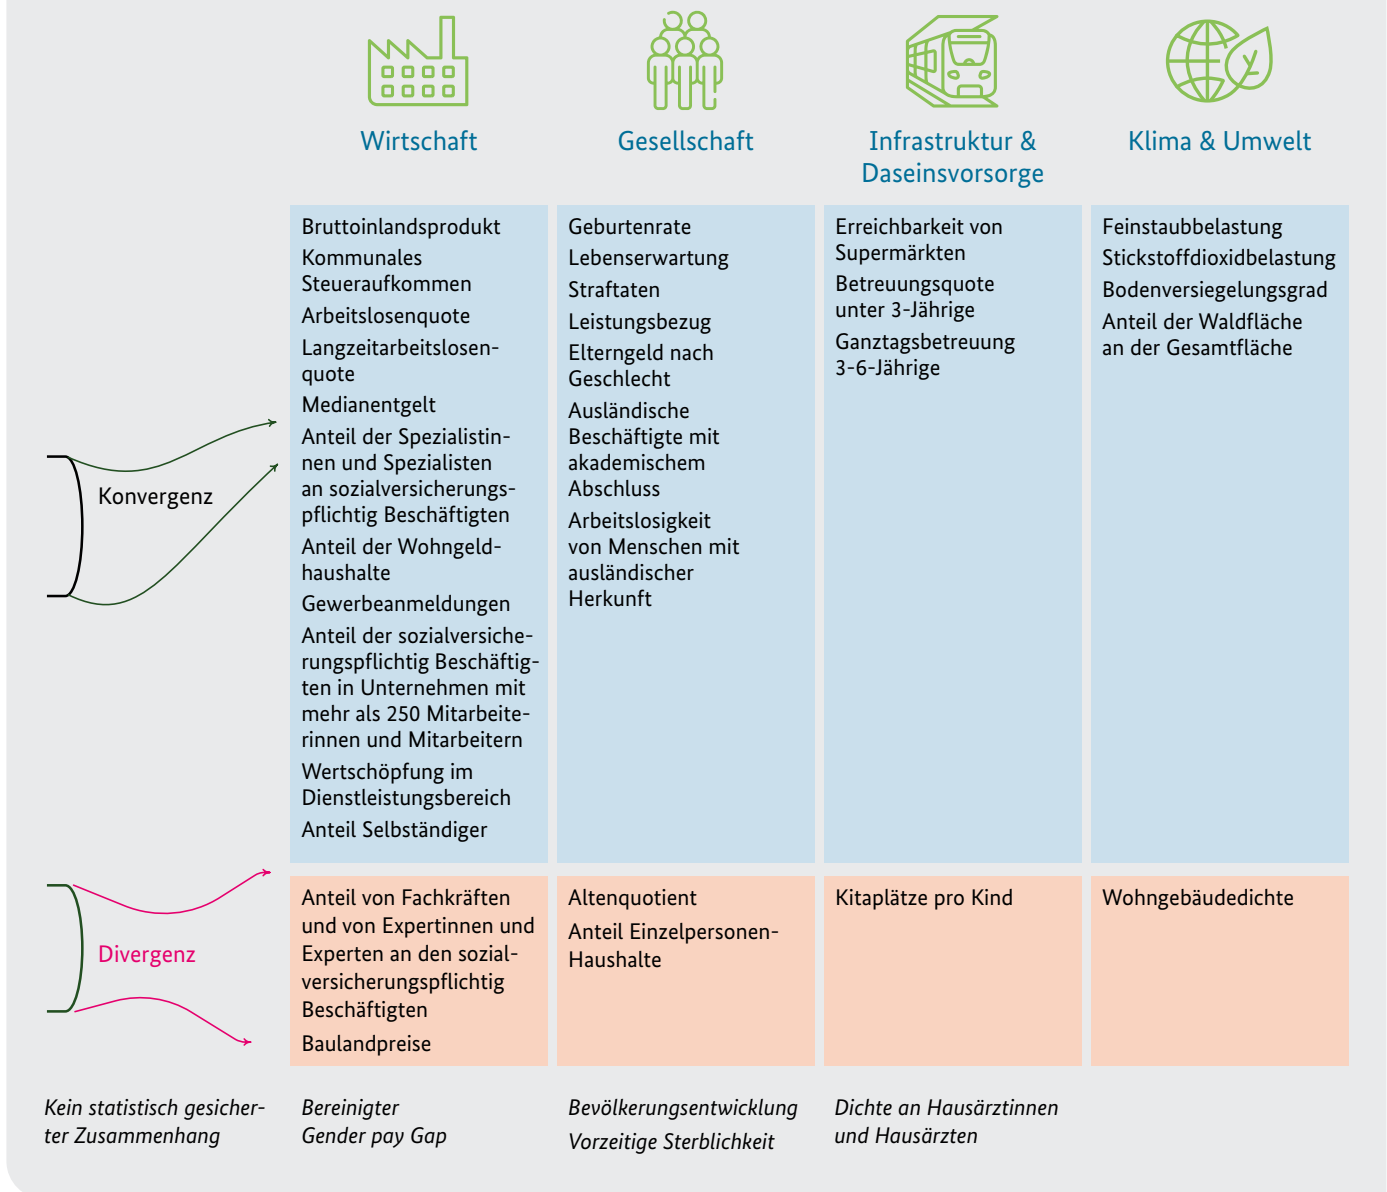 Wirtschaft
Gesellschaft
Infrastruktur &
Daseinsvorsorge
Klima & Umwelt
Konvergenz
Bruttoinlandsprodukt
Kommunales
Steueraufkommen
Arbeitslosenquote
Langzeitarbeitslosen-
quote
Medianentgelt
Anteil der Spezialistin-
nen und Spezialisten
an sozialversicherungs-
pflichtig Beschäftigten
Anteil der Wohngeld-
haushalte
Gewerbeanmeldungen
Anteil der sozialversiche-
rungspflichtig Beschäftig-
ten in Unternehmen mit
mehr als 250 Mitarbeite-
rinnen und Mitarbeitern
Wertschöpfung im
Dienstleistungsbereich
Anteil Selbständiger
Geburtenrate
Lebenserwartung
Straftaten
Leistungsbezug
Elterngeld nach
Geschlecht
Ausländische
Beschäftigte mit
akademischem
Abschluss
Arbeitslosigkeit
von Menschen mit
ausländischer
Herkunft
Erreichbarkeit von
Supermärkten
Betreuungsquote
unter 3-Jährige
Ganztagsbetreuung
3-6-Jährige
Feinstaubbelastung
Stickstoffdioxidbelastung
Bodenversiegelungsgrad
Anteil der Waldfläche
an der Gesamtfläche
Divergenz
Anteil von Fachkräften
und von Expertinnen und
Experten an den sozial-
versicherungspflichtig
Beschäftigten
Baulandpreise
Altenquotient
Anteil Einzelpersonen-
Haushalte
Kitaplätze pro Kind
Wohngebäudedichte
Kein statistisch gesicher-
ter Zusammenhang
Bereinigter
Gender pay Gap
Bevölkerungsentwicklung
Vorzeitige Sterblichkeit
Dichte an Hausärztinnen
und Hausärzten